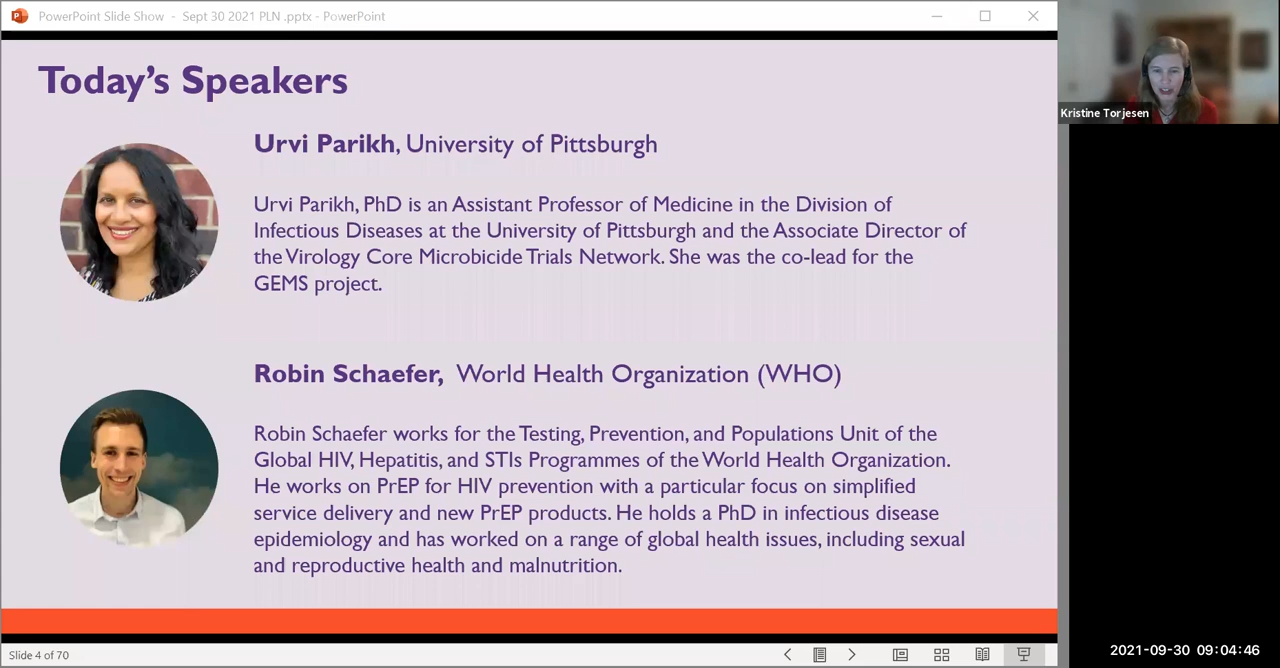 PowerPoint Slide Show - Sept 30 2021 PLN .pptx - PowerPoint
Today's Speakers
Urvi Parikh, University of Pittsburgh
Urvi Parikh, PhD is an Assistant Professor of Medicine in the Division of
Infectious Diseases at the University of Pittsburgh and the Associate Director of
the Virology Core Microbicide Trials Network. She was the co-lead for the
GEMS project.
Robin Schaefer, World Health Organization (WHO)
Robin Schaefer works for the Testing, Prevention, and Populations Unit of the
Global HIV, Hepatitis, and STIs Programmes of the World Health Organization.
He works on PrEP for HIV prevention with a particular focus on simplified
service delivery and new PrEP products. He holds a PhD in infectious disease
epidemiology and has worked on a range of global health issues, including sexual
and reproductive health and malnutrition.
Slide 4 of 70
Kristine Torjesen
2021-09-30 09:04:46